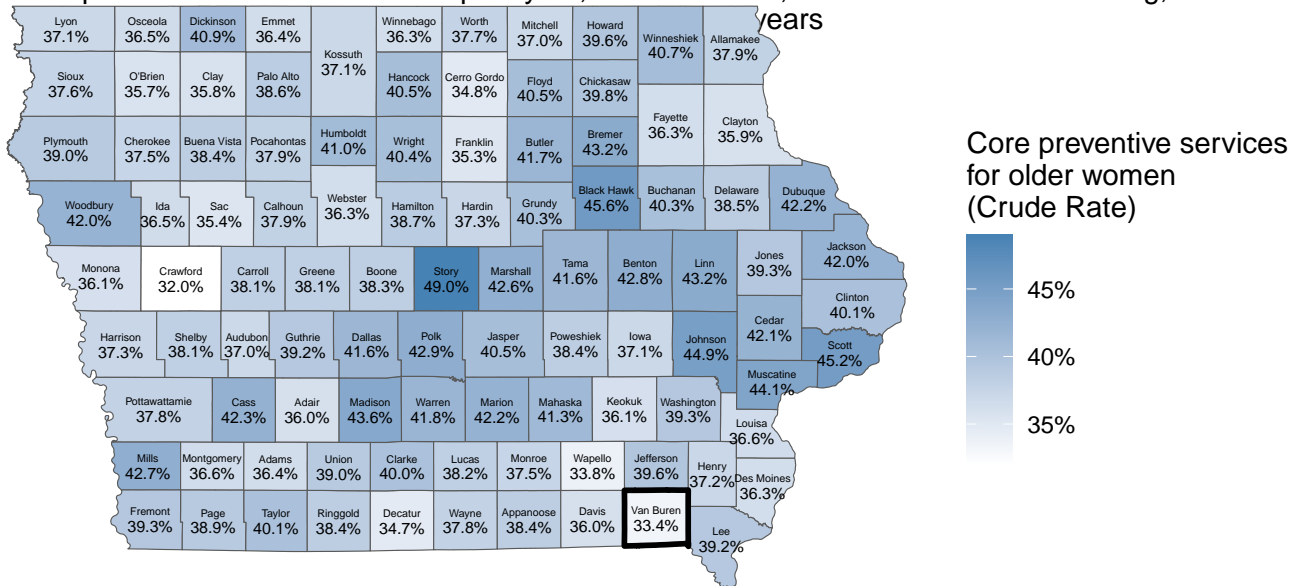 years
Lyon
37.1%
Osceola
36.5%
Dickinson
40.9%
Emmet
36.4%
Kossuth
37.1%
Winnebago
36.3%
Worth
37.7%
Mitchell
37.0%
Howard
39.6%
Winneshiek
40.7%
Allamakee
37.9%
Sioux
37.6%
O'Brien
35.7%
Clay
35.8%
Palo Alto
38.6%
Hancock
40.5%
Cerro Gordo
34.8%
Floyd
40.5%
Chickasaw
39.8%
Fayette
36.3%
Clayton
35.9%
Plymouth
39.0%
Cherokee
37.5%
Buena Vista
38.4%
Pocahontas
37.9%
Humboldt
41.0%
Wright
40.4%
Franklin
35.3%
Butler
41.7%
Bremer
43.2%
Woodbury
42.0%
Ida
36.5%
Sac
35.4%
Calhoun
37.9%
Webster
36.3%
Hamilton
38.7%
Hardin
37.3%
Grundy
40.3%
Black Hawk
45.6%
Buchanan
40.3%
Delaware
38.5%
Dubuque
42.2%
Monona
36.1%
Crawford
32.0%
Carroll
38.1%
Greene
38.1%
Boone
38.3%
Story
49.0%
Marshall
42.6%
Tama
41.6%
Benton
42.8%
Linn
43.2%
Jones
39.3%
Jackson
42.0%
Clinton
40.1%
Harrison
37.3%
Shelby
38.1%
Audubon
37.0%
Guthrie
39.2%
Dallas
41.6%
Polk
42.9%
Jasper
40.5%
Poweshiek
38.4%
Iowa
37.1%
Johnson
44.9%
Cedar
42.1%
Scott
45.2%
Muscatine
44.1%
Pottawattamie
37.8%
Cass
42.3%
Adair
36.0%
Madison
43.6%
Warren
41.8%
Marion
42.2%
Mahaska
41.3%
Keokuk
36.1%
Washington
39.3%
Louisa
36.6%
Mills
42.7%
Montgomery
36.6%
Adams
36.4%
Union
39.0%
Clarke
40.0%
Lucas
38.2%
Monroe
37.5%
Wapello
33.8%
Jefferson
39.6%
Henry
37.2%
Des Moines
36.3%
Fremont
39.3%
Page
38.9%
Taylor
40.1%
Ringgold
38.4%
Decatur
34.7%
Wayne
37.8%
Appanoose
38.4%
Davis
36.0%
Van Buren
33.4%
Lee
39.2%
Core preventive services
for older women
(Crude Rate)
45%
40%
35%